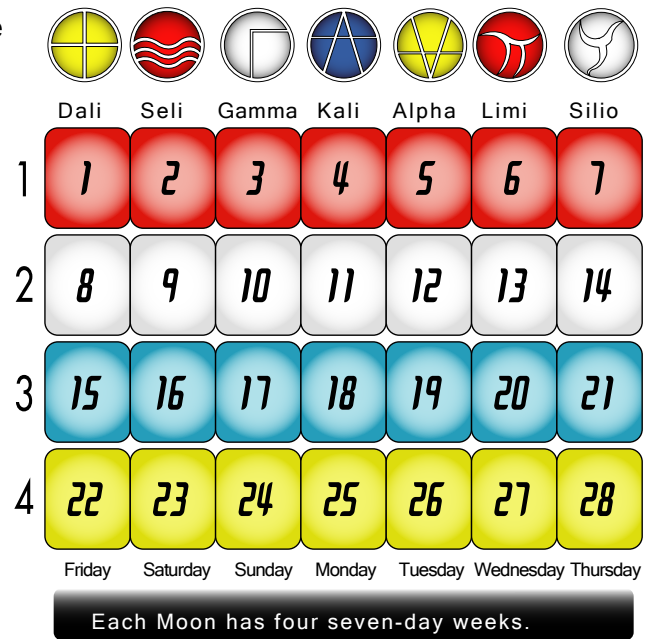 e
Dali Seli Gamma Kali Alpha Limi Silio
1 1 2 3 4 5 6 7
2 8 9 10 11 12 13 14
3 15 16 17 18 19 20 21
4 22 23 24 25 26 27 28
Friday Saturday Sunday Monday Tuesday Wednesday Thursday
Each Moon has four seven-day weeks.